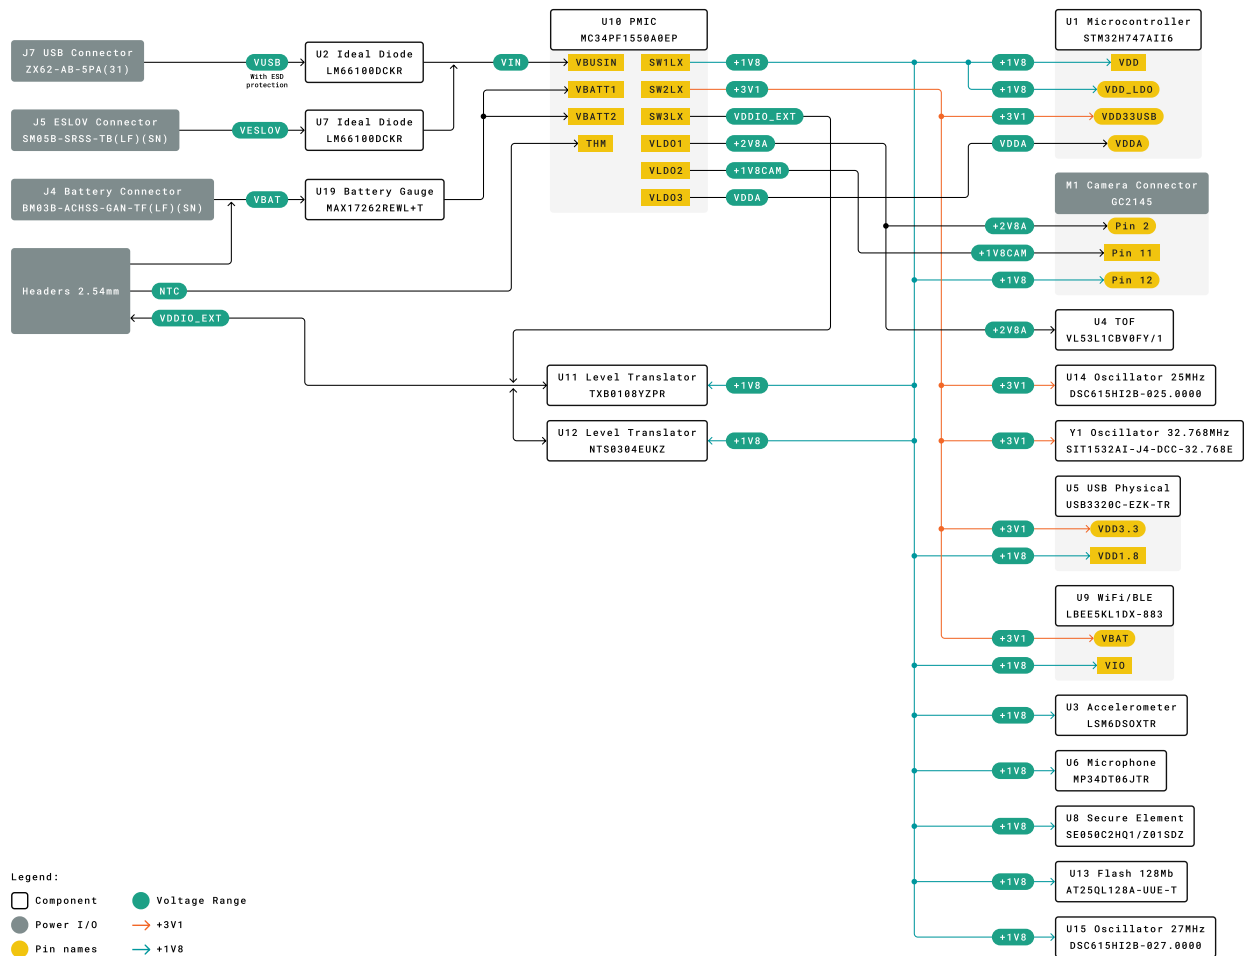 J7 USB Connector
ZX62-AB-5PA(31)
VUSB
With ESD
protection
U2 Ideal Diode
LM66100DCKR
VIN
J5 ESLOV Connector
SM05B-SRSS-TB(LF)(SN)
VESLOV
U7 Ideal Diode
LM66100DCKR
J4 Battery Connector
BM03B-ACHSS-GAN-TF(LF)(SN)
VBAT
U19 Battery Gauge
MAX17262REWL+T
Headers 2.54mm
NTC
VDDIO_EXT
U10 PMIC
MC34PF1550A0EP
VBUSIN
VBATT1
VBATT2
THM
SW1LX
SW2LX
SW3LX
VLDO1
VLDO2
VLDO3
+1V8
+3V1
VDDIO_EXT
+2V8A
+1V8CAM
VDDA
U11 Level Translator
TXB0108YZPR
+1V8
U12 Level Translator
NTS0304EUKZ
+1V8
U1 Microcontroller
STM32H747AII6
+1V8
VDD
+1V8
VDD_LDO
+3V1
VDD33USB
VDDA
VDDA
M1 Camera Connector
GC2145
+2V8A
Pin 2
+1V8CAM
Pin 11
+1V8
Pin 12
+2V8A
U4 TOF
VL53L1CBV0FY/1
+3V1
U14 Oscillator 25MHz
DSC615HI2B-025.0000
+3V1
Y1 Oscillator 32.768MHz
SIT1532AI-J4-DCC-32.768E
U5 USB Physical
USB3320C-EZK-TR
+3V1
VDD3.3
+1V8
VDD1.8
U9 WiFi/BLE
LBEE5KL1DX-883
+3V1
VBAT
+1V8
VIO
+1V8
U3 Accelerometer
LSM6DSOXTR
+1V8
U6 Microphone
MP34DT06JTR
+1V8
U8 Secure Element
SE050C2HQ1/Z01SDZ
+1V8
U13 Flash 128Mb
AT25QL128A-UUE-T
+1V8
U15 Oscillator 27MHz
DSC615HI2B-027.0000
Legend:
Component
Voltage Range
Power I/O
+3V1
Pin names
+1V8